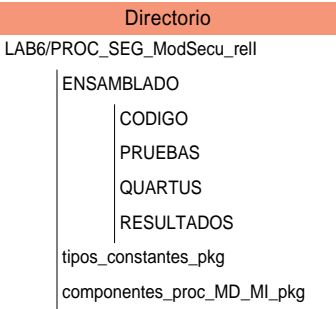 Directorio
LAB6/PROC_SEG_ModSecu_relI
ENSAMBLADO
CODIGO
PRUEBAS
QUARTUS
RESULTADOS
tipos_constantes_pkg
componentes_proc_MD_MI_pkg